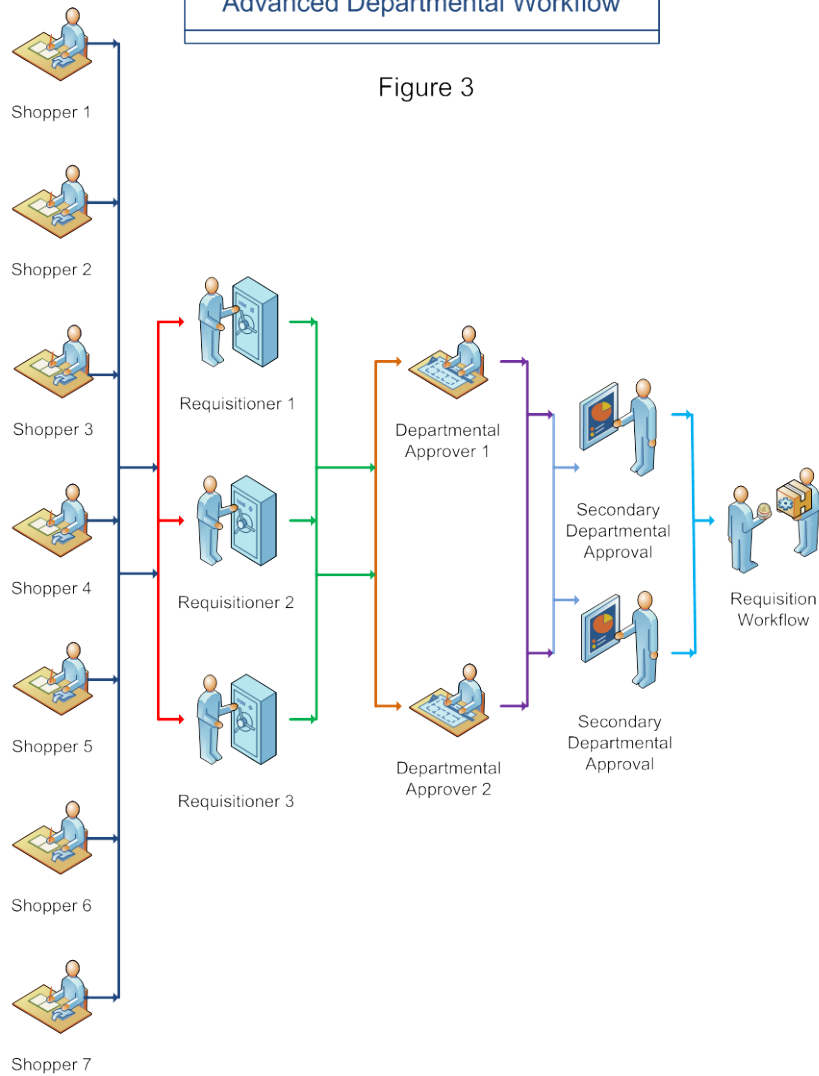 Advanced Departmental Workflow
Figure 3
Shopper 1
Shopper 2
Shopper 3
Shopper 4
Shopper 5
Shopper 6
Shopper 7
Requisitioner 1
Requisitioner 2
Requisitioner 3
Departmental
Approver 1
Departmental
Approver 2
Secondary
Departmental
Approval
Secondary
Departmental
Approval
Requisition
Workflow